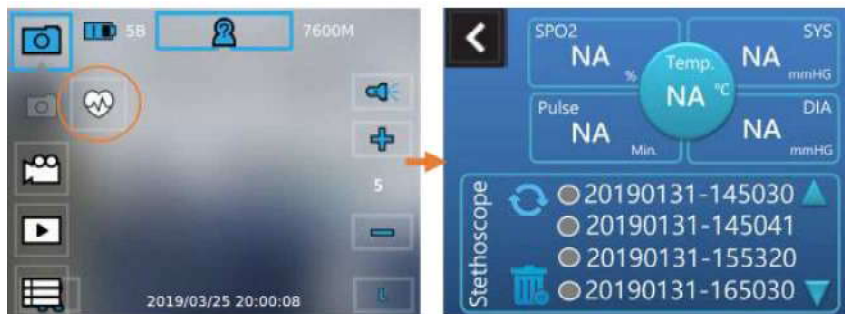 5B
7600M
5
L
2019/03/25 20:00:08
SPO2
NA
%
SYS
NA
mmHG
Temp.
NA °C
Pulse
NA
Min.
DIA
NA
mmHG
Stethoscope
20190131-145030
20190131-145041
20190131-155320
20190131-165030